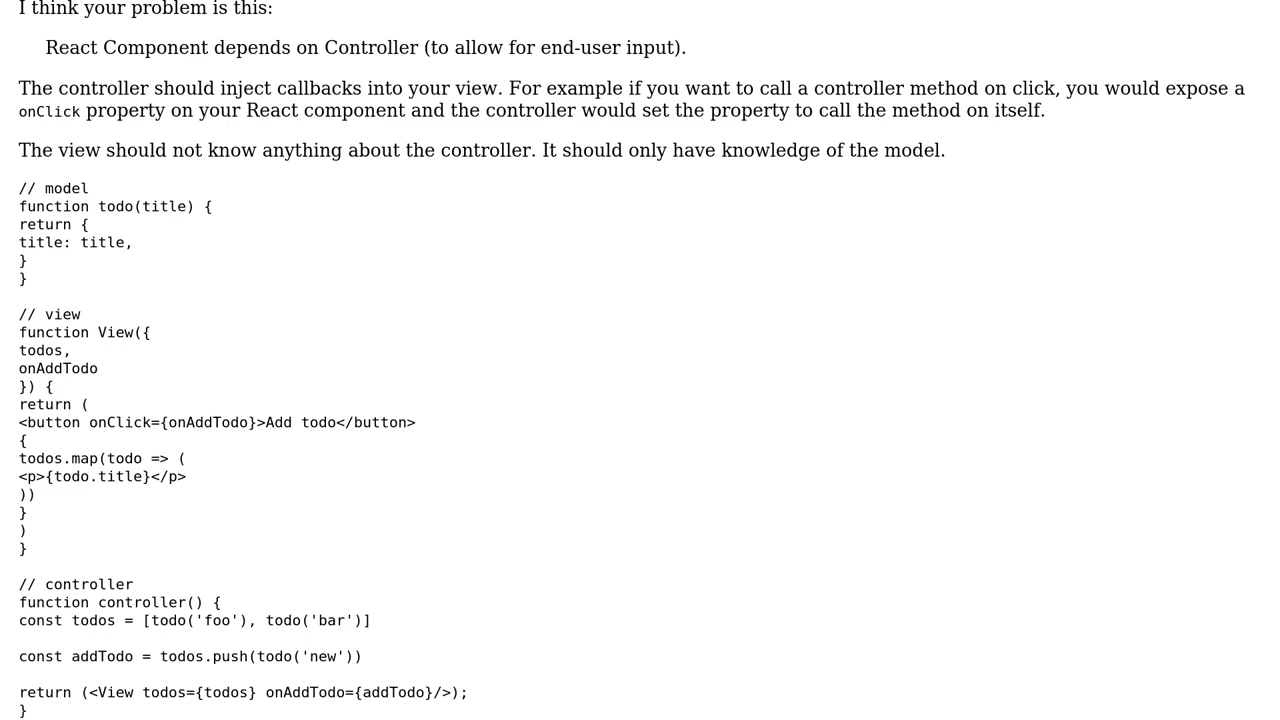 I think your problem is this:
React Component depends on Controller (to allow for end-user input).
The controller should inject callbacks into your view. For example if you want to call a controller method on click, you would expose a
onClick property on your React component and the controller would set the property to call the method on itself.
The view should not know anything about the controller. It should only have knowledge of the model.
// model
function todo(title) {
return {
title: title,
}
}
// view
function View({
todos,
onAddTodo
}) {
return (
<button onClick={onAddTodo}>Add todo</button>
{
todos.map(todo => (
<p>{todo.title}</p>
))
}
)
}
// controller
function controller() {
const todos = [todo('foo'), todo('bar')]
const addTodo = todos.push(todo('new'))
return (<View todos={todos} onAddTodo={addTodo}/>);
}